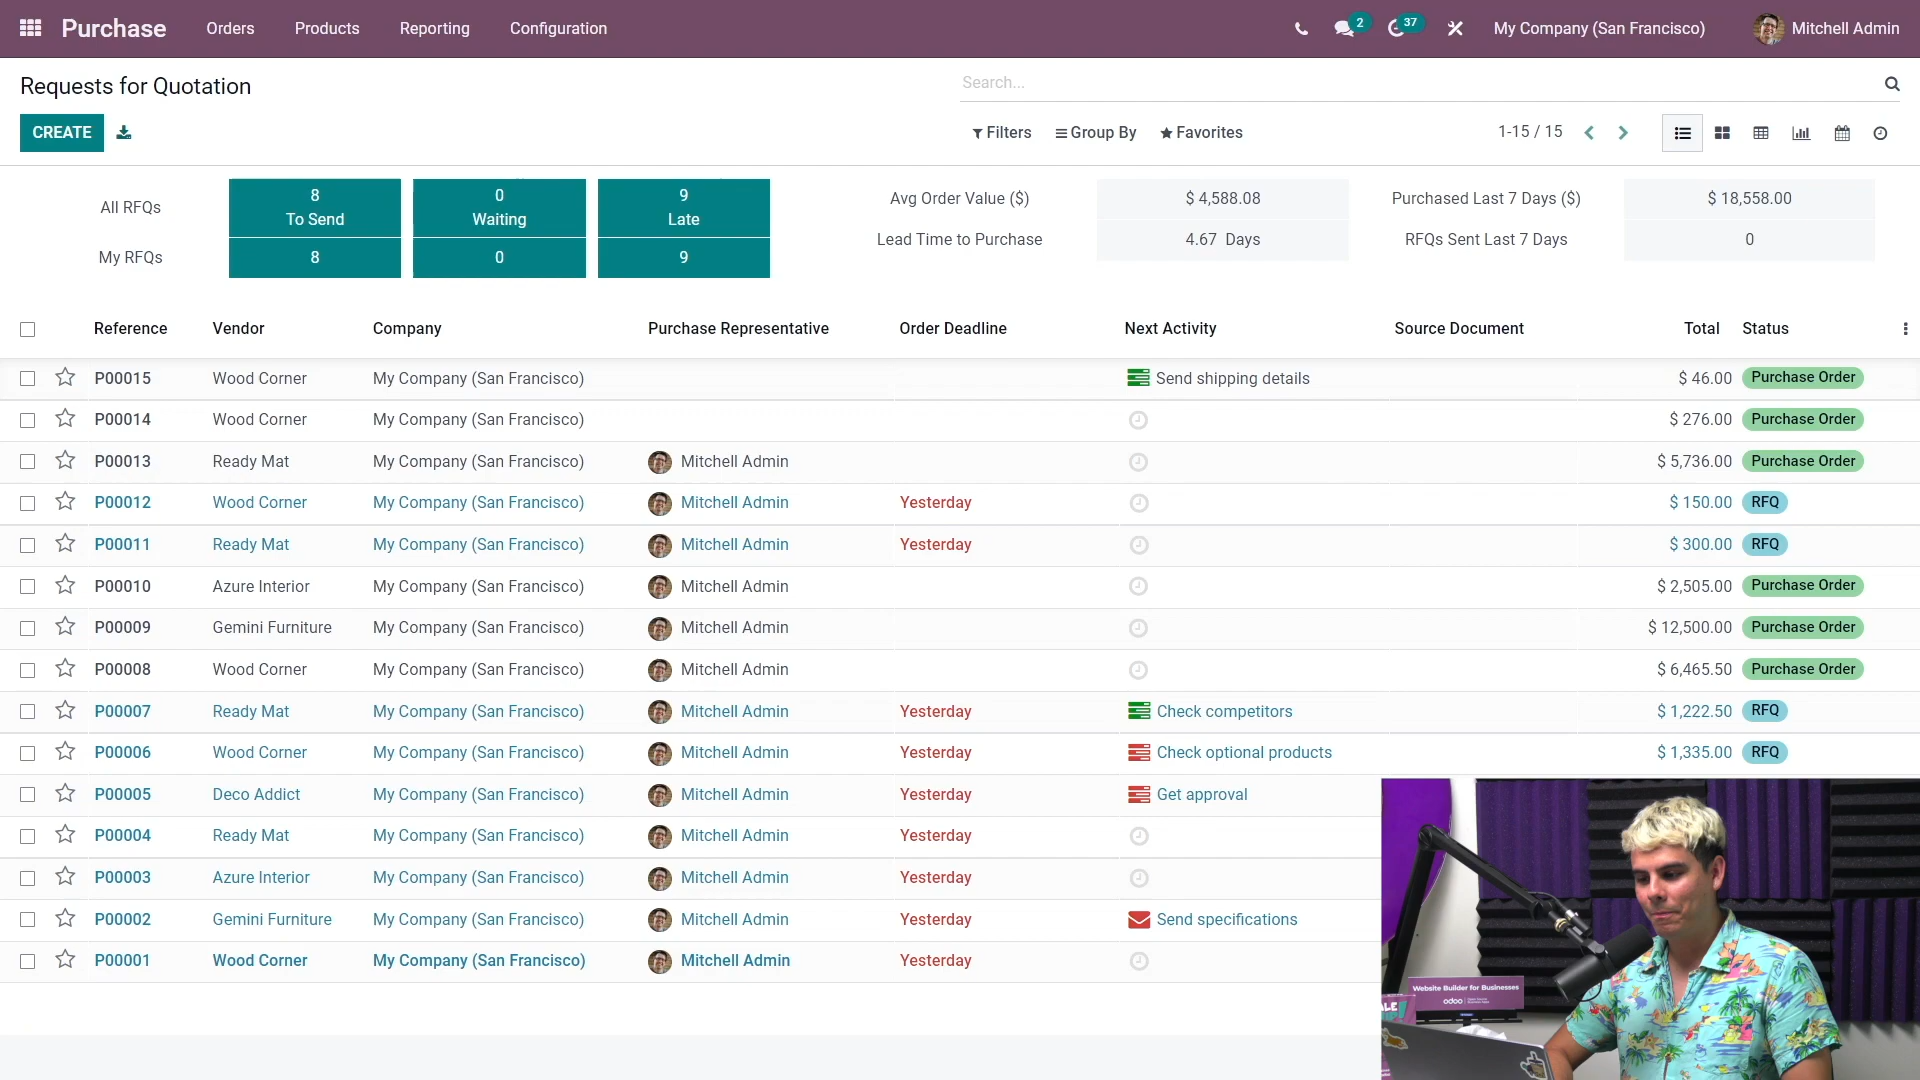 Purchase Orders Products Reporting Configuration 2 37 My Company (San Francisco) Mitchell Admin
Requests for Quotation
Search...
CREATE Filters Group By Favorites 1-15 / 15
All RFQs 8 To Send 0 Waiting 9 Late
My RFQs 8 0 9
Avg Order Value ($) $ 4,588.08 Purchased Last 7 Days ($) $ 18,558.00
Lead Time to Purchase 4.67 Days RFQs Sent Last 7 Days 0
Reference Vendor Company Purchase Representative Order Deadline Next Activity Source Document Total Status
P00015 Wood Corner My Company (San Francisco) Send shipping details $ 46.00 Purchase Order
P00014 Wood Corner My Company (San Francisco) $ 276.00 Purchase Order
P00013 Ready Mat My Company (San Francisco) Mitchell Admin $ 5,736.00 Purchase Order
P00012 Wood Corner My Company (San Francisco) Mitchell Admin Yesterday $ 150.00 RFQ
P00011 Ready Mat My Company (San Francisco) Mitchell Admin Yesterday $ 300.00 RFQ
P00010 Azure Interior My Company (San Francisco) Mitchell Admin $ 2,505.00 Purchase Order
P00009 Gemini Furniture My Company (San Francisco) Mitchell Admin $ 12,500.00 Purchase Order
P00008 Wood Corner My Company (San Francisco) Mitchell Admin $ 6,465.50 Purchase Order
P00007 Ready Mat My Company (San Francisco) Mitchell Admin Yesterday Check competitors $ 1,222.50 RFQ
P00006 Wood Corner My Company (San Francisco) Mitchell Admin Yesterday Check optional products $ 1,335.00 RFQ
P00005 Deco Addict My Company (San Francisco) Mitchell Admin Yesterday Get approval
P00004 Ready Mat My Company (San Francisco) Mitchell Admin Yesterday
P00003 Azure Interior My Company (San Francisco) Mitchell Admin Yesterday
P00002 Gemini Furniture My Company (San Francisco) Mitchell Admin Yesterday Send specifications
P00001 Wood Corner My Company (San Francisco) Mitchell Admin Yesterday
Website Builder for Businesses
odoo